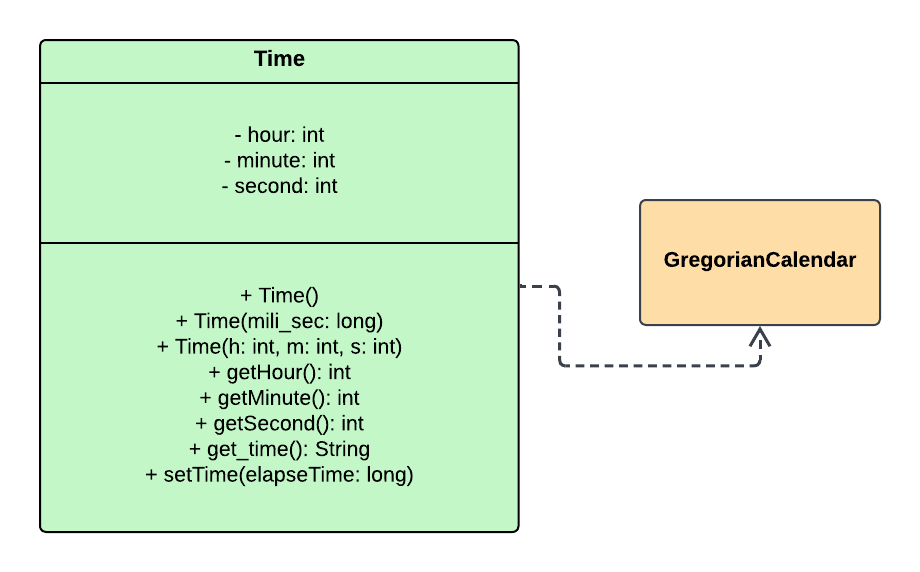 Time
- hour: int
- minute: int
- second: int
+ Time()
+ Time(mili_sec: long)
+ Time(h: int, m: int, s: int)
+ getHour(): int
+ getMinute(): int
+ getSecond(): int
+ get_time(): String
+ setTime(elapseTime: long)
GregorianCalendar